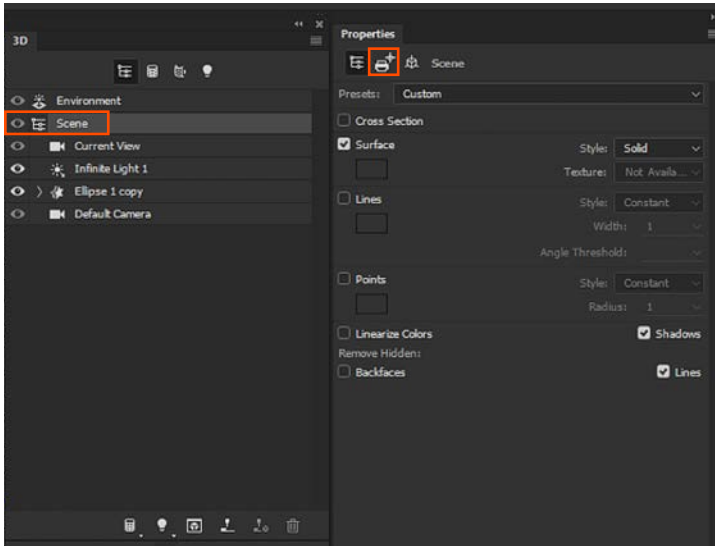 3D
Environment
Scene
Current View
Infinite Light 1
Ellipse 1 copy
Default Camera
Properties
Scene
Presets: Custom
Cross Section
Surface Style: Solid
Texture: Not Availa...
Lines Style: Constant
Width: 1
Angle Threshold:
Points Style: Constant
Radius: 1
Linearize Colors Shadows
Remove Hidden:
Backfaces Lines